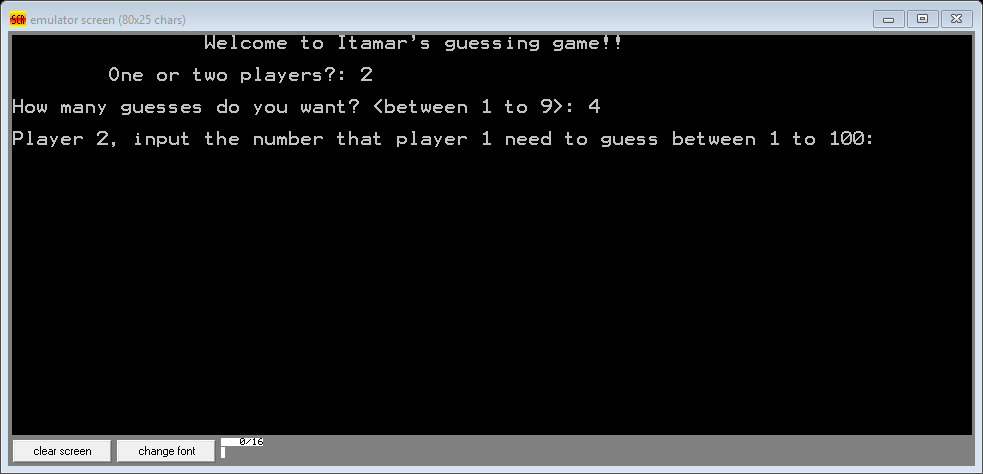 emulator screen (80x25 chars)
Welcome to Itamar's guessing game!!
One or two players?: 2
How many guesses do you want? <between 1 to 9>: 4
Player 2, input the number that player 1 need to guess between 1 to 100:
clear screen
change font
0/16